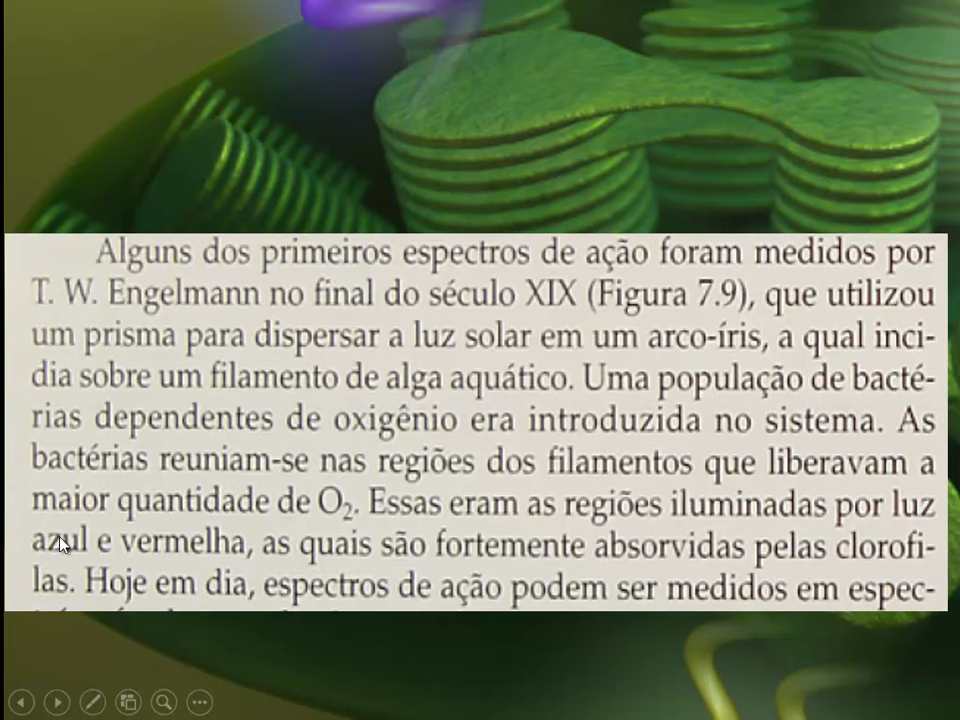 Alguns dos primeiros espectros de ação foram medidos por
T. W. Engelmann no final do século XIX (Figura 7.9), que utilizou
um prisma para dispersar a luz solar em um arco-íris, a qual inci-
dia sobre um filamento de alga aquático. Uma população de bacté-
rias dependentes de oxigênio era introduzida no sistema. As
bactérias reuniam-se nas regiões dos filamentos que liberavam a
maior quantidade de O₂. Essas eram as regiões iluminadas por luz
azul e vermelha, as quais são fortemente absorvidas pelas clorofi-
las. Hoje em dia, espectros de ação podem ser medidos em espec-